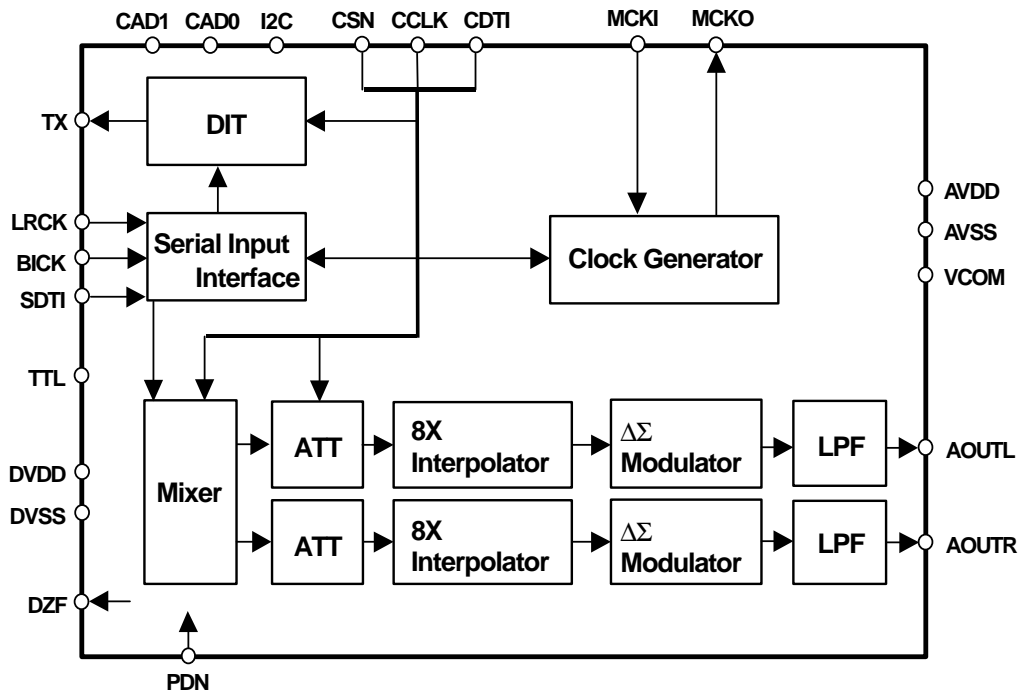 CAD1 CAD0 I2C CSN CCLK CDTI MCKI MCKO
TX
DIT
LRCK
BICK
SDTI
Serial Input
Interface
Clock Generator
AVDD
AVSS
VCOM
TTL
DVDD
DVSS
DZF
PDN
Mixer
ATT
8X
Interpolator
ΔΣ
Modulator
LPF
AOUTL
ATT
8X
Interpolator
ΔΣ
Modulator
LPF
AOUTR